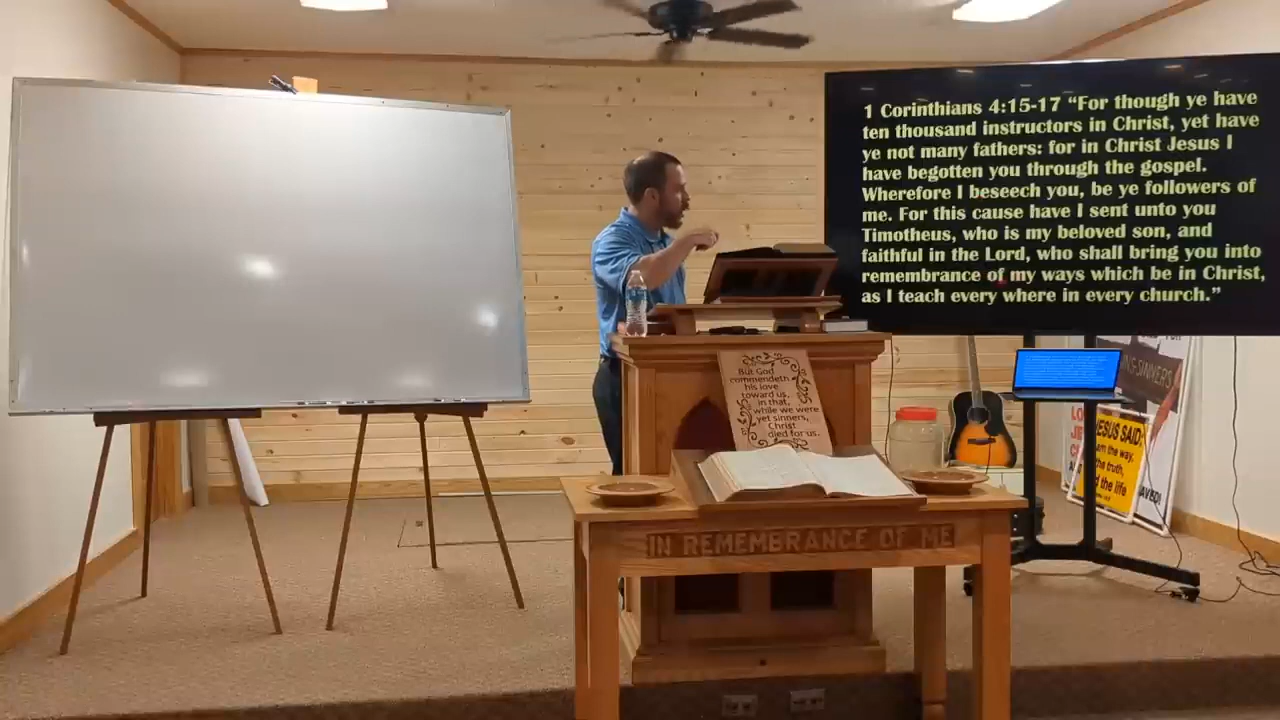 1 Corinthians 4:15-17 “For though ye have
ten thousand instructors in Christ, yet have
ye not many fathers: for in Christ Jesus I
have begotten you through the gospel.
Wherefore I beseech you, be ye followers of
me. For this cause have I sent unto you
Timotheus, who is my beloved son, and
faithful in the Lord, who shall bring you into
remembrance of my ways which be in Christ,
as I teach every where in every church.”
But God
commendeth
his love
toward us,
in that,
while we were
yet sinners,
Christ
died for us.
IN REMEMBRANCE OF ME
SINNERS
JESUS SAID:
am the way,
the truth,
the life